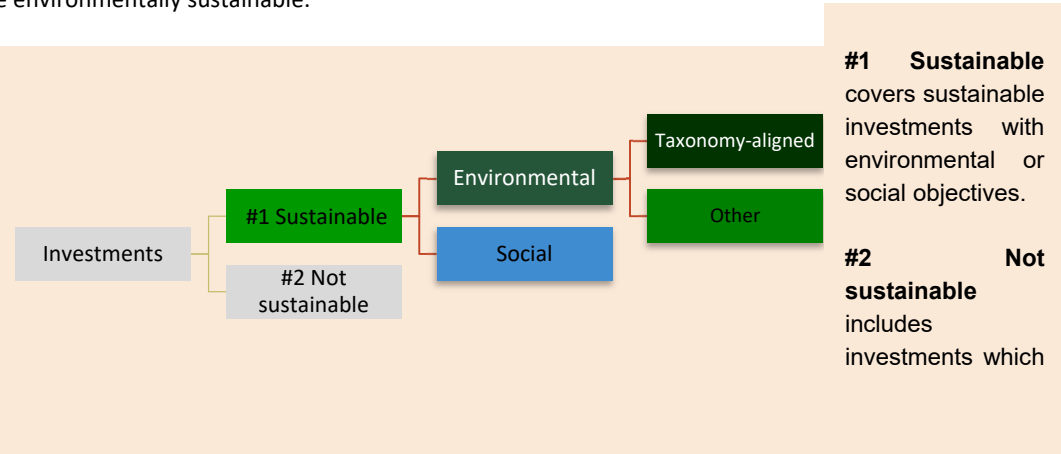 environmentally sustainable.
Investments
#1 Sustainable
#2 Not
sustainable
Environmental
Social
Taxonomy-aligned
Other
#1 Sustainable
covers sustainable
investments with
environmental or
social objectives.
#2 Not
sustainable
includes
investments which